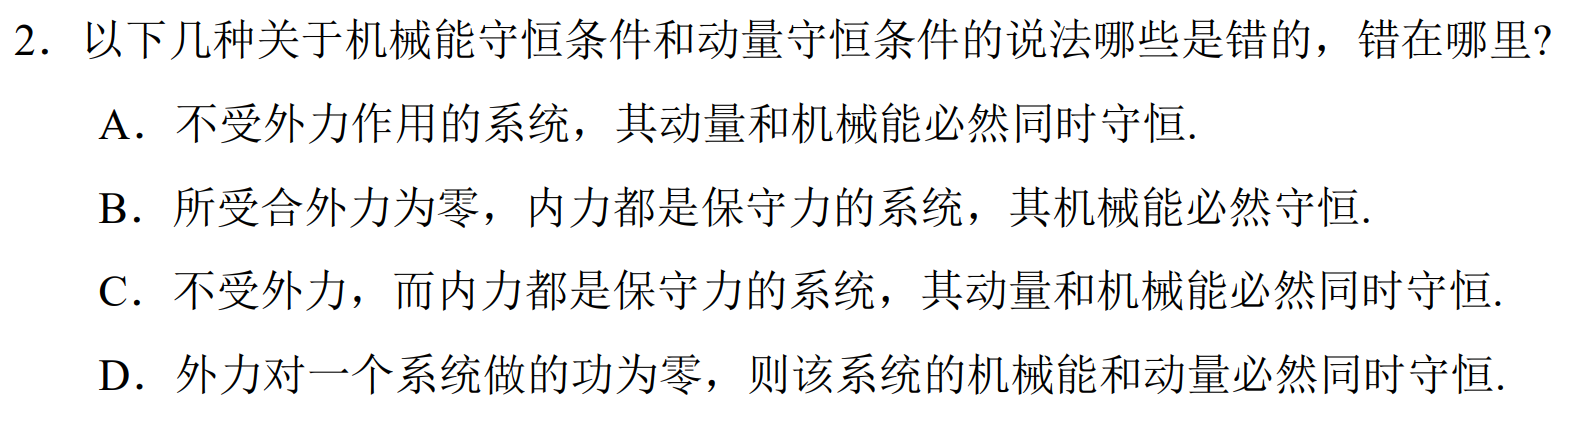 2．以下几种关于机械能守恒条件和动量守恒条件的说法哪些是错的，错在哪里?
A．不受外力作用的系统，其动量和机械能必然同时守恒.
B．所受合外力为零，内力都是保守力的系统，其机械能必然守恒.
C．不受外力，而内力都是保守力的系统，其动量和机械能必然同时守恒.
D．外力对一个系统做的功为零，则该系统的机械能和动量必然同时守恒.